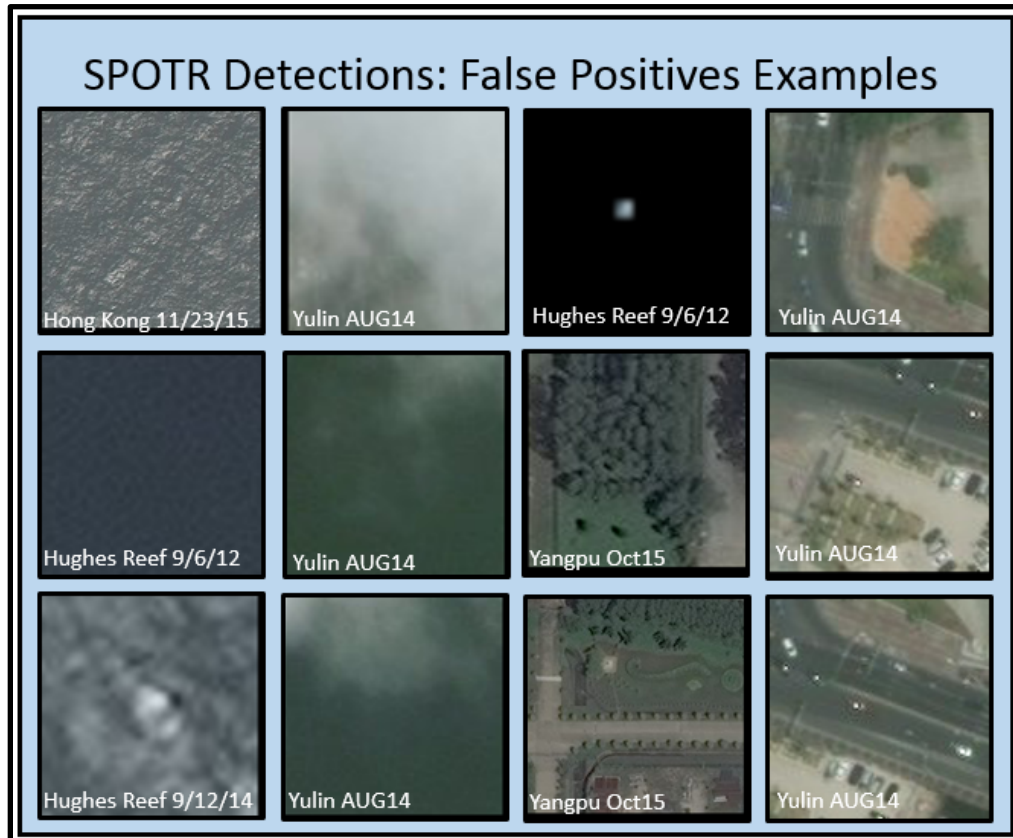 SPOTR Detections: False Positives Examples
Hong Kong 11/23/15
Yulin AUG14
Hughes Reef 9/6/12
Yulin AUG14
Hughes Reef 9/6/12
Yulin AUG14
Yangpu Oct15
Yulin AUG14
Hughes Reef 9/12/14
Yulin AUG14
Yangpu Oct15
Yulin AUG14